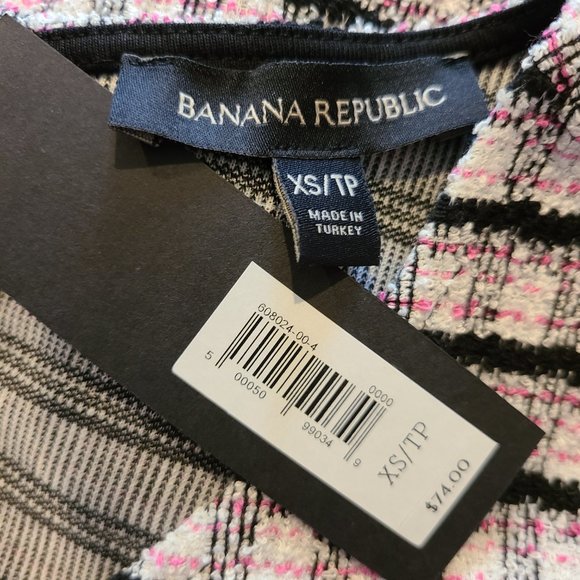 BANANA REPUBLIC
XS/TP
MADE IN
TURKEY
608024-00-4
0000
5 00050 99034 9
XS/TP
$74.00